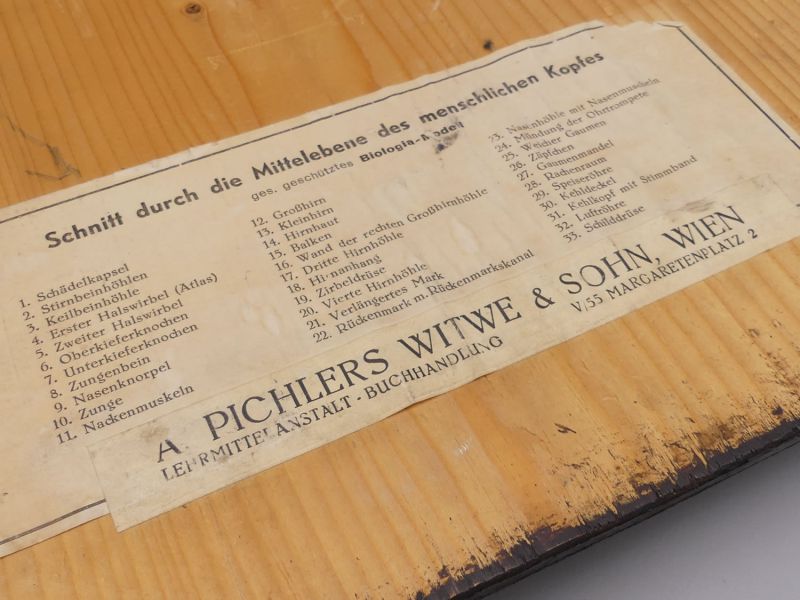 Schnitt durch die Mittelebene des menschlichen Kopfes
ges. geschütztes Biologia-Modell
1. Schädelkapsel
2. Stirnbeinhöhlen
3. Keilbeinhöhle
4. Erster Halswirbel (Atlas)
5. Zweiter Halswirbel
6. Oberkieferknochen
7. Unterkieferknochen
8. Zungenbein
9. Nasenknorpel
10. Zunge
11. Nackenmuskeln
12. Großhirn
13. Kleinhirn
14. Hirnhaut
15. Balken
16. Wand der rechten Großhirnhöhle
17. Dritte Hirnhöhle
18. Hirnanhang
19. Zirbeldrüse
20. Vierte Hirnhöhle
21. Verlängertes Mark
22. Rückenmark m. Rückenmarkskanal
23. Nasenhöhle mit Nasenmuscheln
24. Mündung der Ohrtrompete
25. Weicher Gaumen
26. Zäpfchen
27. Gaumenmandel
28. Rachenraum
29. Speiseröhre
30. Kehldeckel
31. Kehlkopf mit Stimmband
32. Luftröhre
33. Schilddrüse
A. PICHLERS WITWE & SOHN, WIEN
LEHRMITTELANSTALT - BUCHHANDLUNG V/55 MARGARETENPLATZ 2